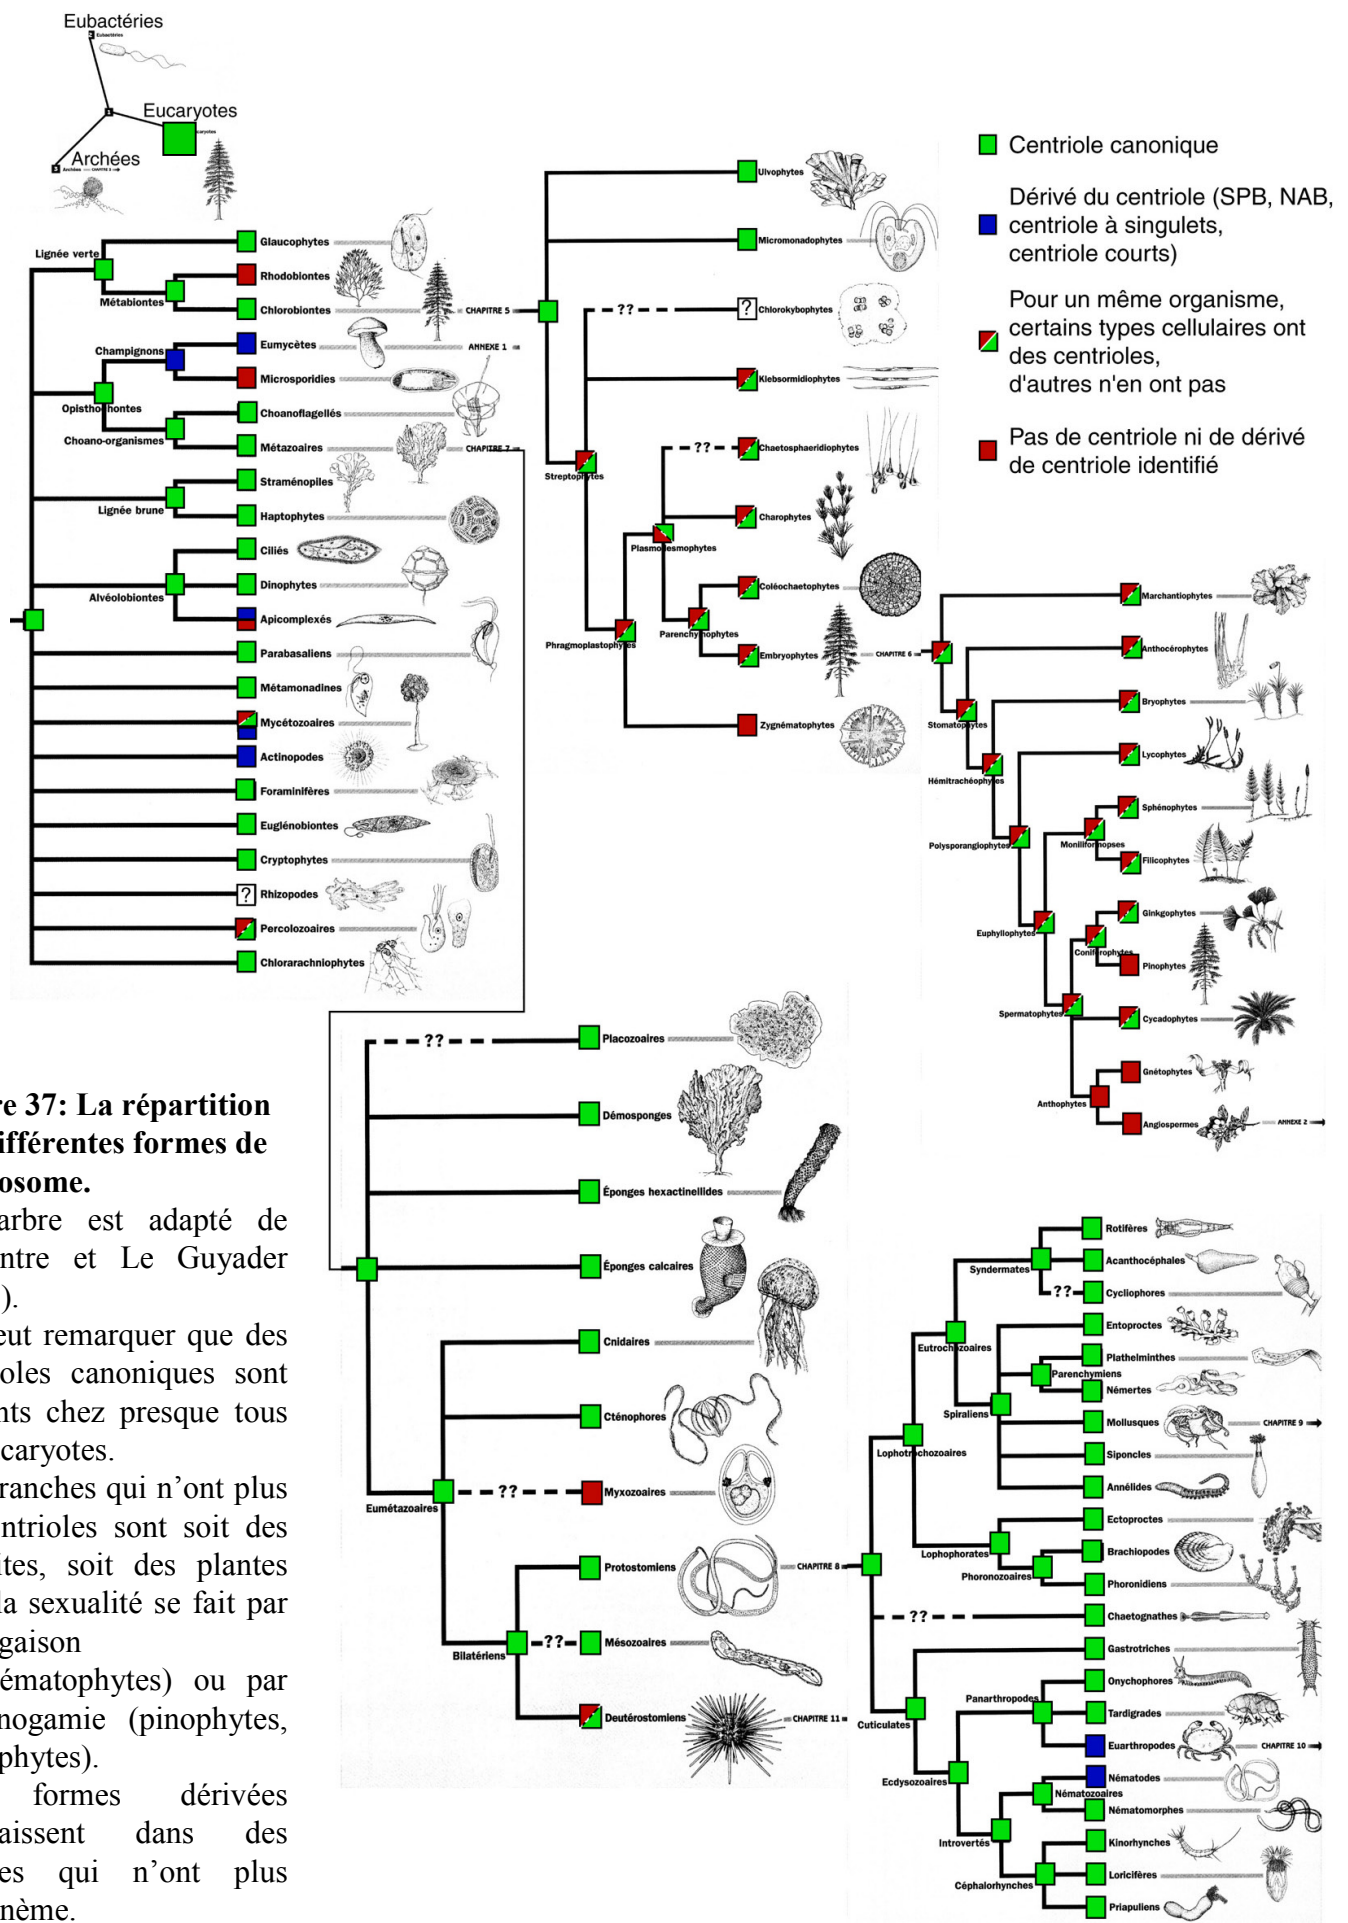 Eubactéries
Eubactéries
Eucaryotes
Archées
Archées
CHAPITRE 3
Lignée verte
Glaucophytes
Métabiontes
Rhodobiontes
Chlorobiontes
CHAPITRE 5
Champignons
Eumycètes
ANNEXE 1
Microsporidies
Opisthochontes
Choanoflagellés
Choano-organismes
Métazoaires
CHAPITRE 7
Straménopiles
Lignée brune
Haptophytes
Ciliés
Dinophytes
Alvéolobiontes
Apicomplexés
Parabasaliens
Métamonadines
Mycétozoaires
Actinopodes
Foraminifères
Euglénobiontes
Cryptophytes
?
Rhizopodes
Percolozoaires
Chlorarachniophytes
Ulvophytes
Micromonadophytes
??
?
Chlorokybophytes
Klebsormidiophytes
Streptophytes
??
Chaetosphaeridiophytes
Charophytes
Plasmodesmophytes
Coléochaetophytes
Parenchymophytes
Phragmoplastophytes
Embryophytes
CHAPITRE 6
Zygnématophytes
Centriole canonique
Dérivé du centriole (SPB, NAB,
centriole à singulets,
centriole courts)
Pour un même organisme,
certains types cellulaires ont
des centrioles,
d'autres n'en ont pas
Pas de centriole ni de dérivé
de centriole identifié
Marchantiophytes
Anthocérophytes
Stomatophytes
Bryophytes
Hémitrachéophytes
Lycophytes
Polysporangiophytes
Sphénophytes
Moniliformopses
Filicophytes
Euphyllophytes
Ginkgophytes
Coniférophytes
Pinophytes
Spermatophytes
Cycadophytes
Gnétophytes
Anthophytes
Angiospermes
ANNEXE 2
re 37: La répartition
ifférentes formes de
osome.
arbre est adapté de
ntre et Le Guyader
).
eut remarquer que des
oles canoniques sont
nts chez presque tous
caryotes.
ranches qui n’ont plus
ntrioles sont soit des
ites, soit des plantes
la sexualité se fait par
gaison
ématophytes) ou par
nogamie (pinophytes,
phytes).
formes dérivées
aissent dans des
es qui n’ont plus
nème.
??
Placozoaires
Démosponges
Éponges hexactinellides
Éponges calcaires
Cnidaires
Cténophores
Eumétazoaires
??
Myxozoaires
Protostomiens
CHAPITRE 8
Bilatériens
??
Mésozoaires
Deutérostomiens
CHAPITRE 11
Rotifères
Syndermates
Acanthocéphales
??
Cycliophores
Eutrochozoaires
Entoproctes
Plathelminthes
Parenchymiens
Némertes
Spiraliens
Mollusques
CHAPITRE 9
Lophotrochozoaires
Siponcles
Annélides
Ectoproctes
Lophophorates
Brachiopodes
Phoronozoaires
Phoronidiens
??
Chaetognathes
Gastrotriches
Cuticulates
Onychophores
Panarthropodes
Tardigrades
Euarthropodes
CHAPITRE 10
Ecdysozoaires
Nématodes
Nématozoaires
Nématomorphes
Introvertés
Kinorhynches
Céphalorhynches
Loricifères
Priapuliens